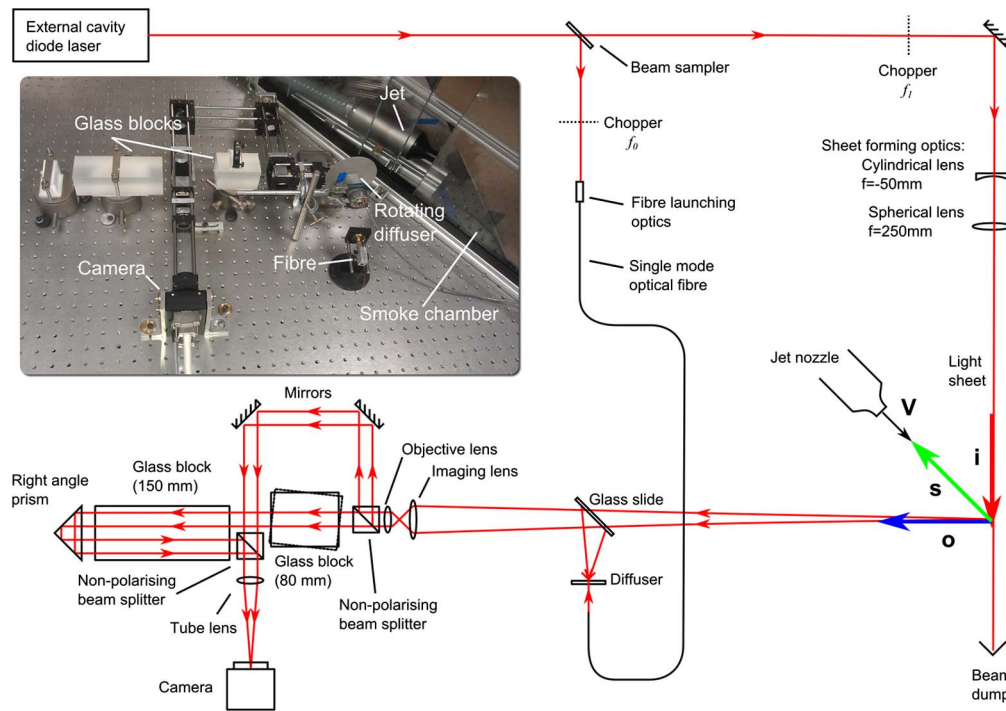 External cavity
diode laser
Beam sampler
Chopper
f1
Chopper
f0
Sheet forming optics:
Cylindrical lens
f=-50mm
Spherical lens
f=250mm
Fibre launching
optics
Single mode
optical fibre
Jet
Glass blocks
Rotating
diffuser
Camera
Fibre
Smoke chamber
Jet nozzle
Light
sheet
V
i
s
o
Mirrors
Objective lens
Imaging lens
Glass block
(150 mm)
Right angle
prism
Glass slide
Glass block
(80 mm)
Diffuser
Non-polarising
beam splitter
Non-polarising
beam splitter
Tube lens
Camera
Beam
dump